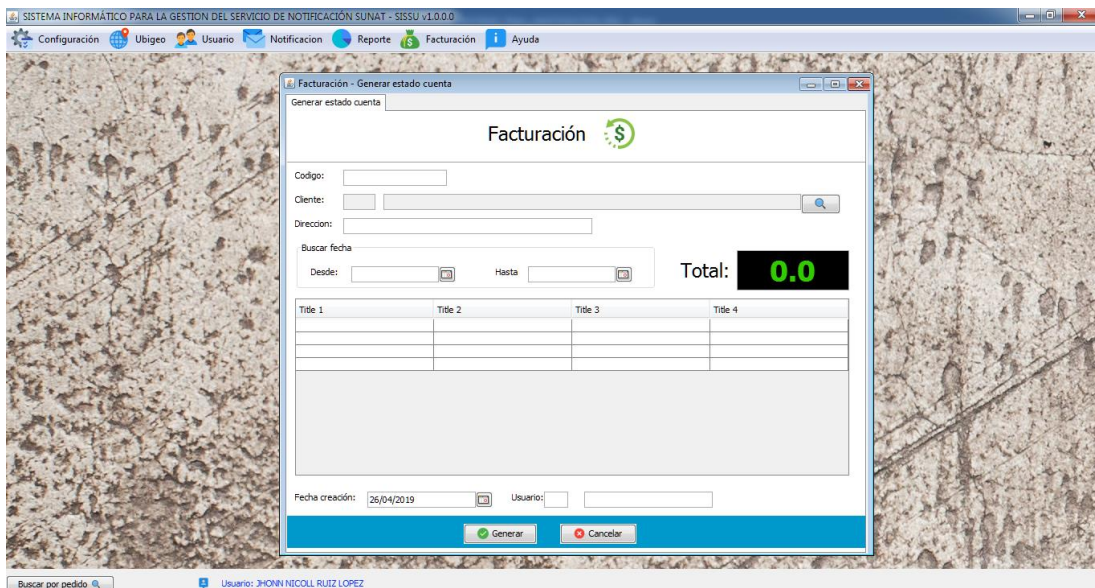 SISTEMA INFORMÁTICO PARA LA GESTION DEL SERVICIO DE NOTIFICACIÓN SUNAT - SISSU v1.0.0.0
Configuración Ubigeo Usuario Notificacion Reporte Facturación Ayuda
Facturación - Generar estado cuenta
Generar estado cuenta
Facturación
Codigo:
Cliente:
Direccion:
Buscar fecha
Desde: Hasta Total: 0.0
Title 1 Title 2 Title 3 Title 4
Fecha creación: 26/04/2019 Usuario:
Generar Cancelar
Buscar por pedido Usuario: JHONN NICOLL RUIZ LOPEZ